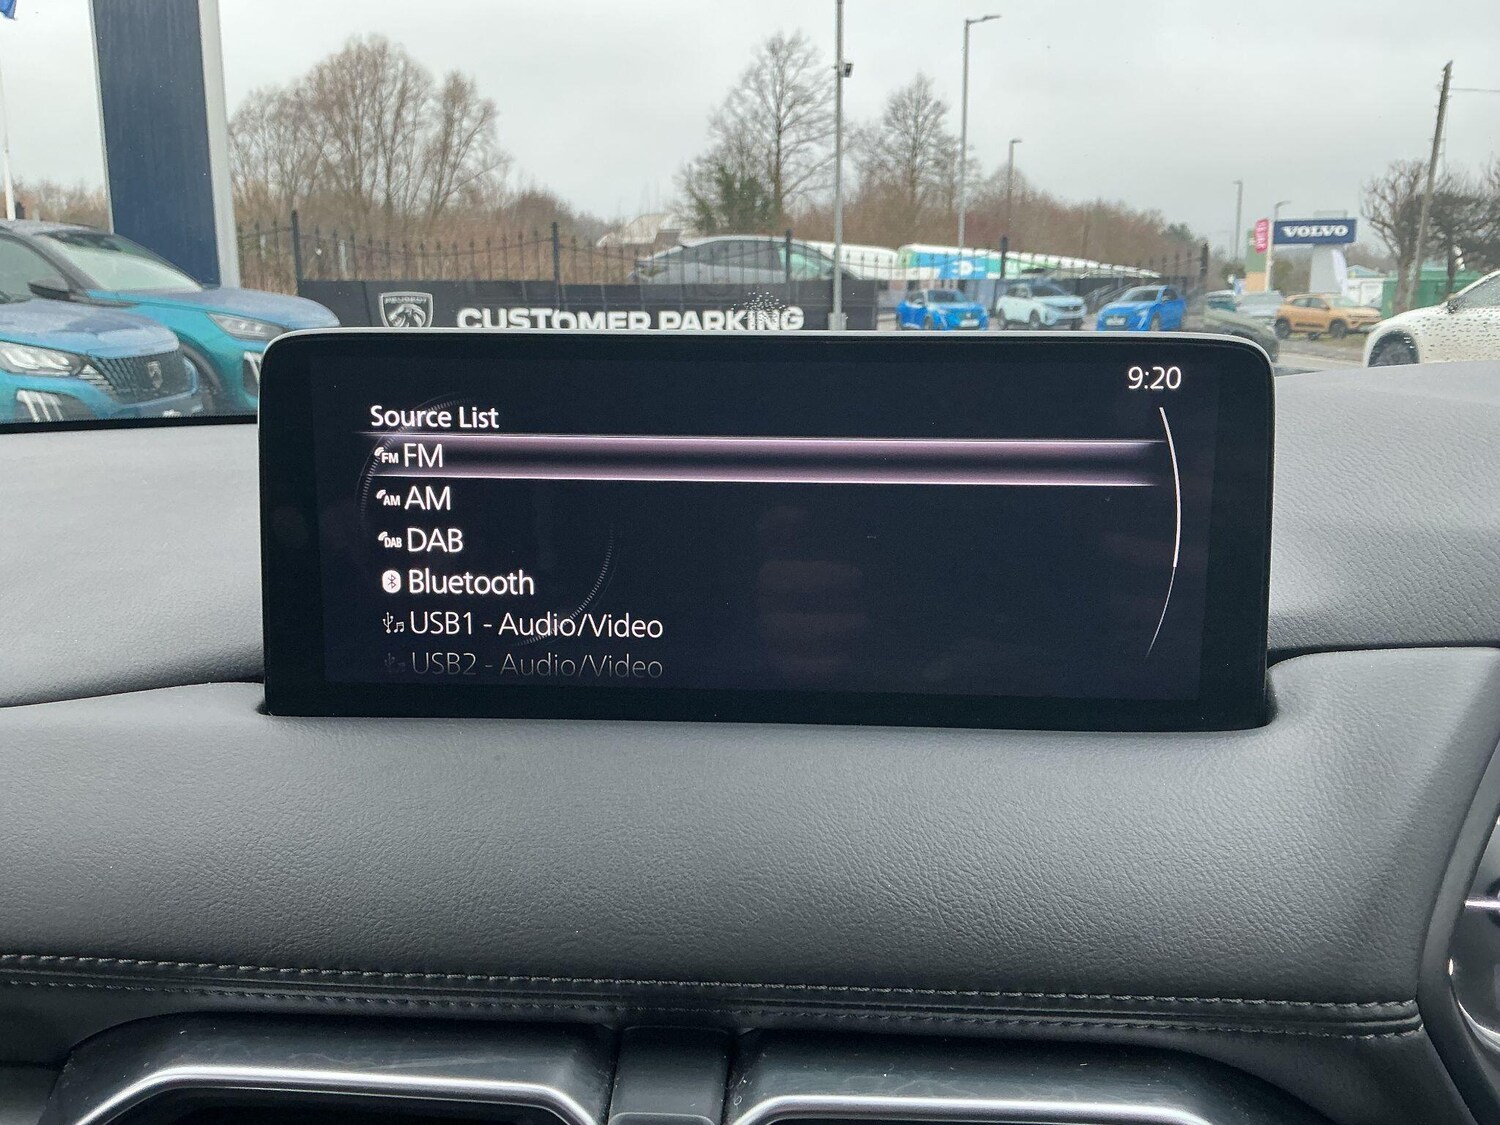 VOLVO
PEUGEOT
CUSTOMER PARKING
9:20
Source List
FM FM
AM AM
DAB DAB
Bluetooth
USB1 - Audio/Video
USB2 - Audio/Video